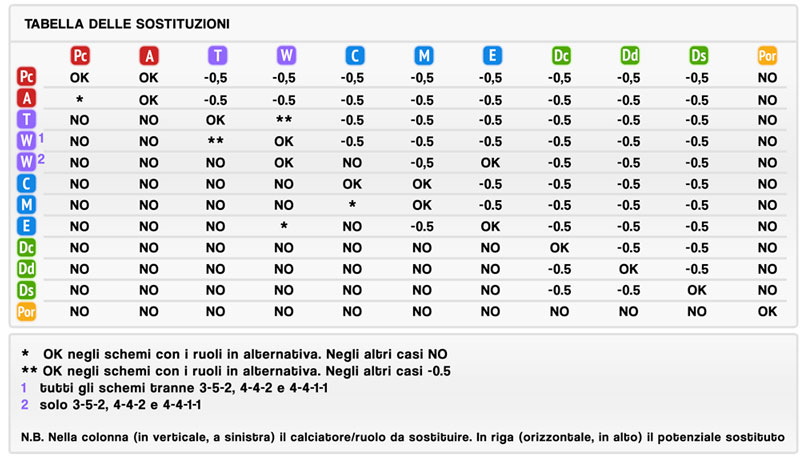 TABELLA DELLE SOSTITUZIONI
Pc A T W C M E Dc Dd Ds Por
Pc OK OK -0,5 -0,5 -0,5 -0,5 -0,5 -0,5 -0,5 -0,5 NO
A * OK -0.5 -0.5 -0.5 -0.5 -0.5 -0.5 -0.5 -0.5 NO
T NO NO OK ** -0.5 -0.5 -0.5 -0.5 -0.5 -0.5 NO
W 1 NO NO ** OK -0.5 -0.5 -0.5 -0.5 -0.5 -0.5 NO
W 2 NO NO NO OK NO -0,5 OK -0.5 -0.5 -0.5 NO
C NO NO NO NO OK OK -0.5 -0.5 -0.5 -0.5 NO
M NO NO NO NO * OK -0.5 -0.5 -0.5 -0.5 NO
E NO NO NO * NO -0.5 OK -0.5 -0.5 -0.5 NO
Dc NO NO NO NO NO NO NO OK -0.5 -0.5 NO
Dd NO NO NO NO NO NO NO -0.5 OK -0.5 NO
Ds NO NO NO NO NO NO NO -0.5 -0.5 OK NO
Por NO NO NO NO NO NO NO NO NO NO OK
* OK negli schemi con i ruoli in alternativa. Negli altri casi NO
** OK negli schemi con i ruoli in alternativa. Negli altri casi -0.5
1 tutti gli schemi tranne 3-5-2, 4-4-2 e 4-4-1-1
2 solo 3-5-2, 4-4-2 e 4-4-1-1
N.B. Nella colonna (in verticale, a sinistra) il calciatore/ruolo da sostituire. In riga (orizzontale, in alto) il potenziale sostituto